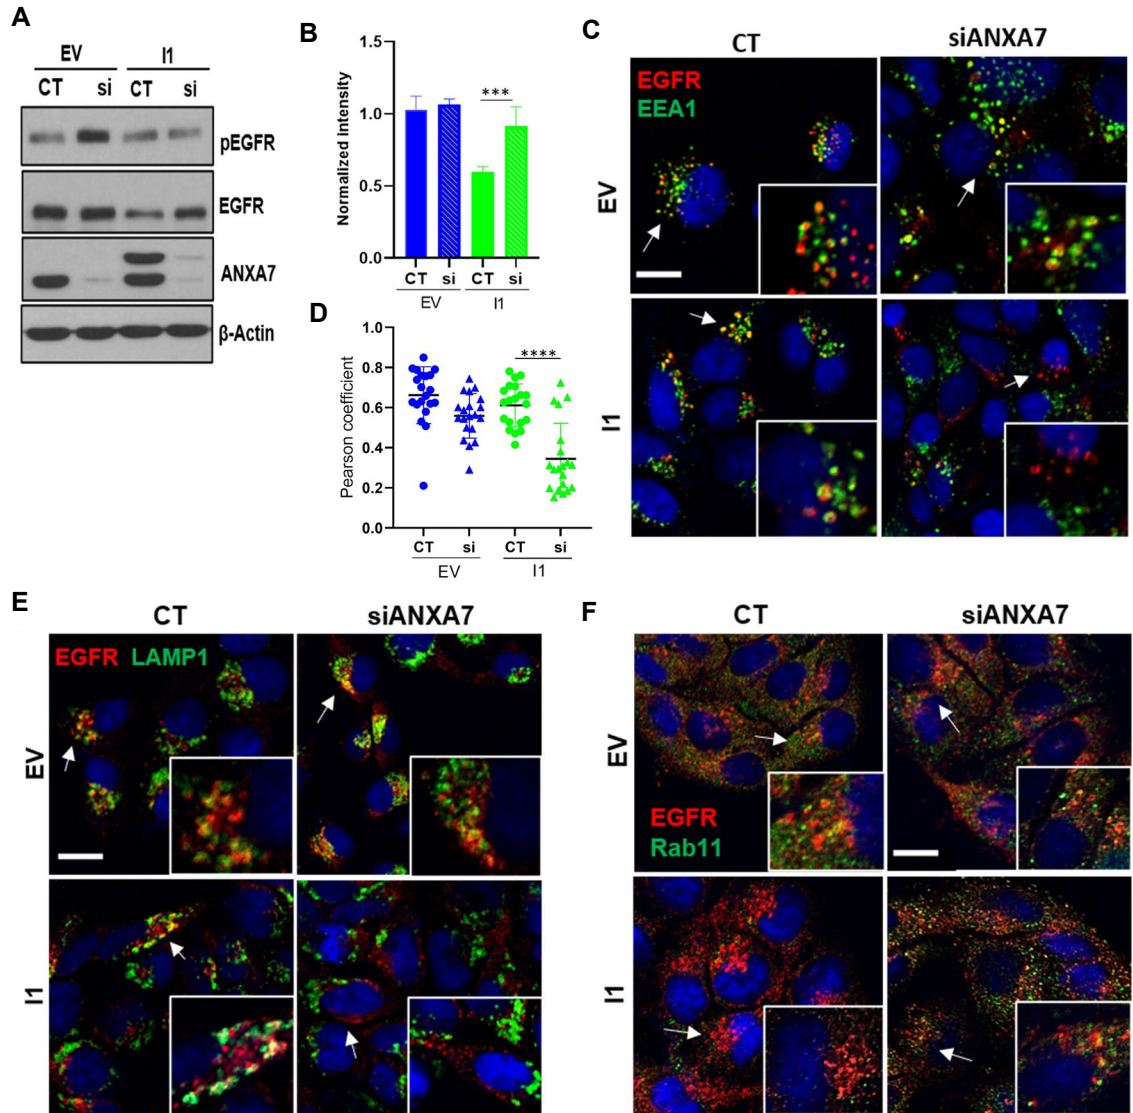 A
EV I1
CT si CT si
pEGFR
EGFR
ANXA7
β-Actin
B
Normalized intensity
1.5
1.0
0.5
0.0
***
CT si CT si
EV I1
C
CT siANXA7
EGFR
EEA1
EV
I1
D
Pearson coefficient
1.0
0.8
0.6
0.4
0.2
0.0
****
CT si CT si
EV I1
E
CT siANXA7
EGFR LAMP1
EV
I1
F
CT siANXA7
EV
EGFR
Rab11
I1